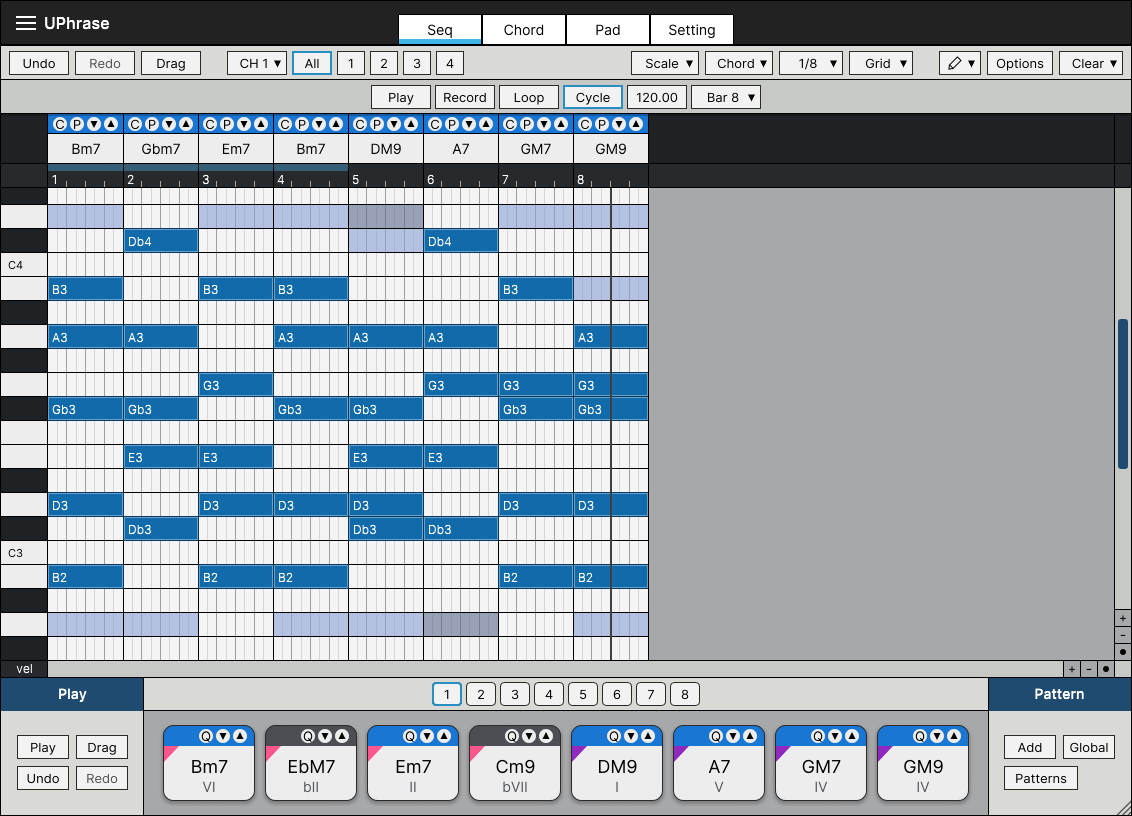 UPhrase
Seq Chord Pad Setting
Undo Redo Drag CH 1 ▼ All 1 2 3 4 Scale ▼ Chord ▼ 1/8 ▼ Grid ▼ ▼ Options Clear ▼
Play Record Loop Cycle 120.00 Bar 8 ▼
C P ▼ ▲ C P ▼ ▲ C P ▼ ▲ C P ▼ ▲ C P ▼ ▲ C P ▼ ▲ C P ▼ ▲ C P ▼ ▲
Bm7 Gbm7 Em7 Bm7 DM9 A7 GM7 GM9
1 2 3 4 5 6 7 8
Db4 Db4
C4
B3 B3 B3 B3
A3 A3 A3 A3 A3 A3
G3 G3 G3 G3
Gb3 Gb3 Gb3 Gb3 Gb3 Gb3
E3 E3 E3 E3
D3 D3 D3 D3 D3 D3
Db3 Db3 Db3
C3
B2 B2 B2 B2 B2
+
-
●
vel + - ●
Play 1 2 3 4 5 6 7 8 Pattern
Q ▼ ▲ Q ▼ ▲ Q ▼ ▲ Q ▼ ▲ Q ▼ ▲ Q ▼ ▲ Q ▼ ▲ Q ▼ ▲
Play Drag Add Global
Bm7 EbM7 Em7 Cm9 DM9 A7 GM7 GM9
Undo Redo Patterns
VI bII II bVII I V IV IV